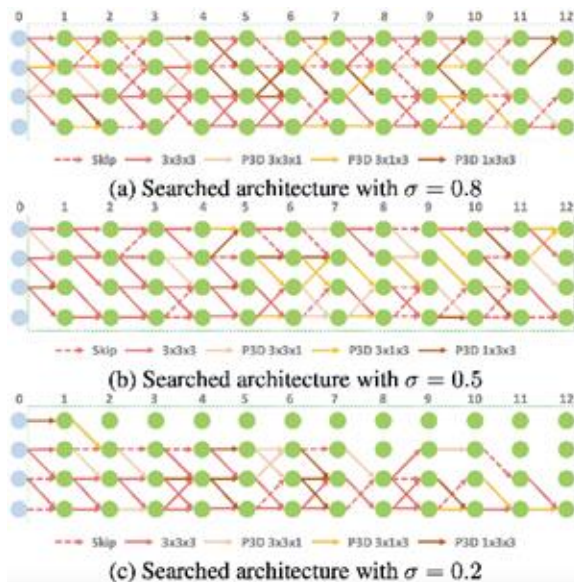 0 1 2 3 4 5 6 7 8 9 10 11 12
Skip 3x3x3 P3D 3x3x1 P3D 3x1x3 P3D 1x3x3
(a) Searched architecture with σ = 0.8
0 1 2 3 4 5 6 7 8 9 10 11 12
Skip 3x3x3 P3D 3x3x1 P3D 3x1x3 P3D 1x3x3
(b) Searched architecture with σ = 0.5
0 1 2 3 4 5 6 7 8 9 10 11 12
Skip 3x3x3 P3D 3x3x1 P3D 3x1x3 P3D 1x3x3
(c) Searched architecture with σ = 0.2